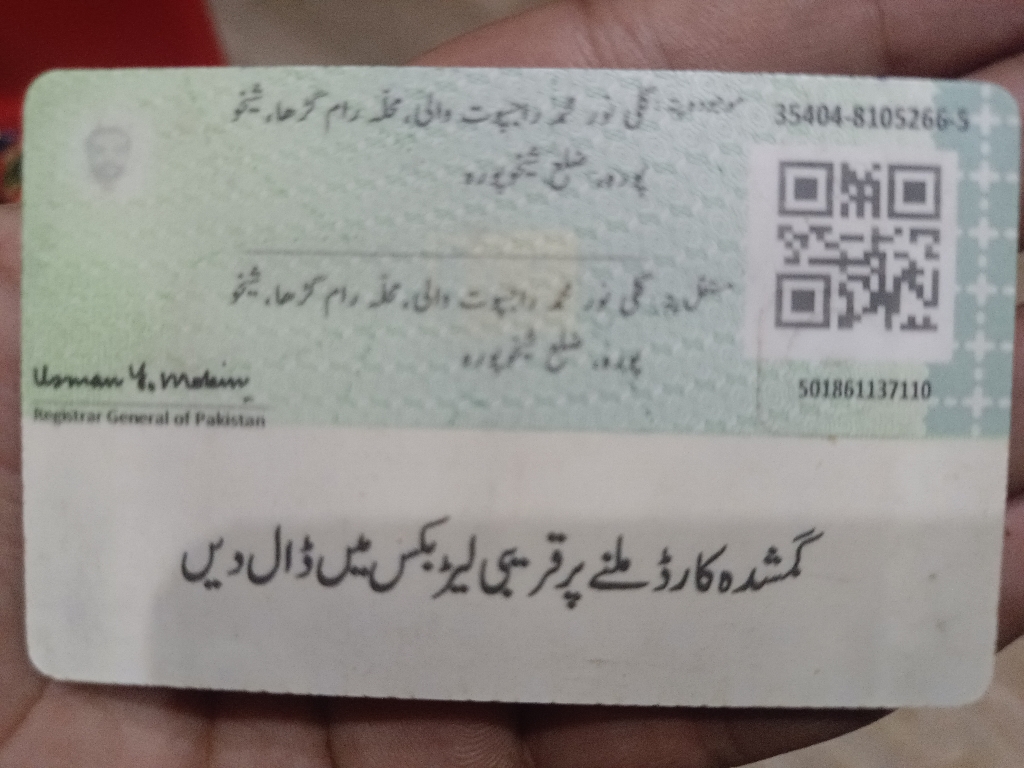 35404-8105266-5
موجودہ پتہ: گلی نور محمد راجپوت والی، محلہ رام گڑھا، شیخو
پورہ، ضلع شیخوپورہ
مستقل پتہ: گلی نور محمد راجپوت والی، محلہ رام گڑھا، شیخو
پورہ، ضلع شیخوپورہ
501861137110
Usman Y. Mobin
Registrar General of Pakistan
گمشدہ کارڈ ملنے پر قریبی لیٹر بکس میں ڈال دیں